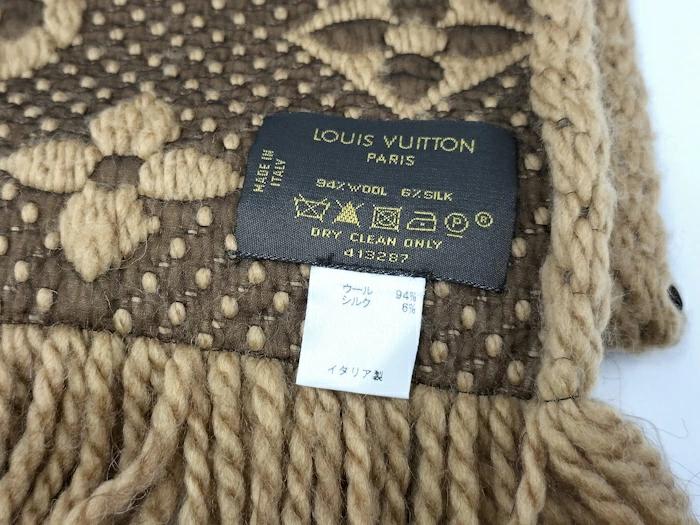 LOUIS VUITTON
PARIS
MADE IN
ITALY
94%WOOL 6%SILK
P ®
DRY CLEAN ONLY
413287
ウール 94%
シルク 6%
イタリア製